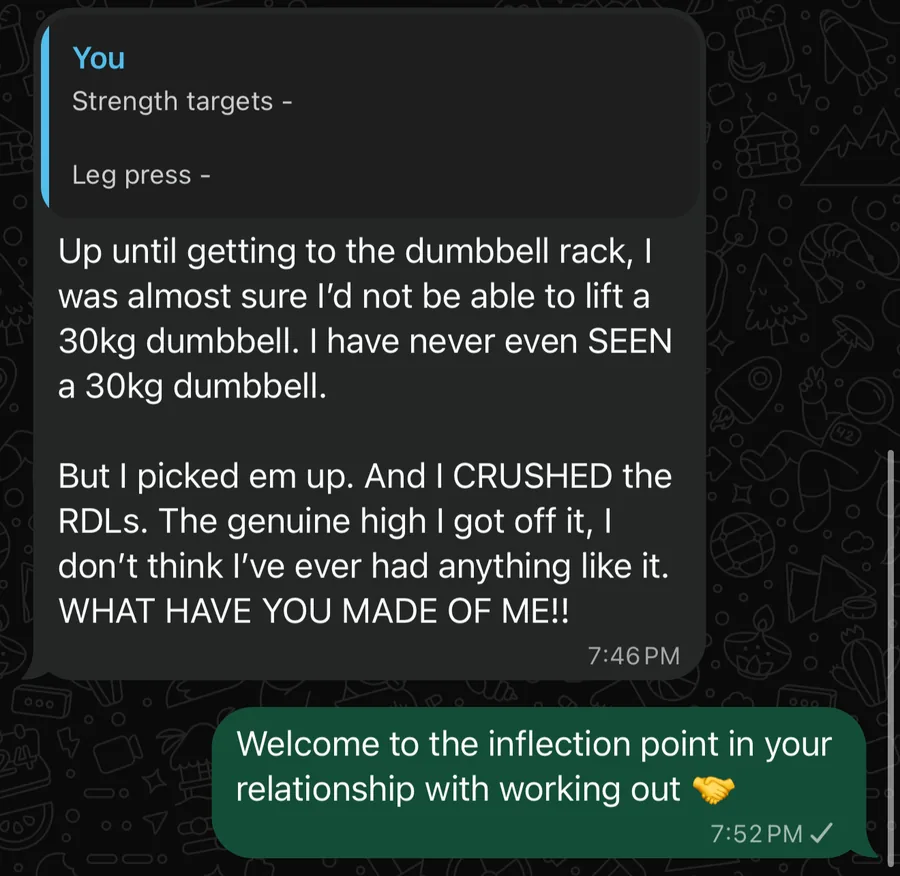 You
Strength targets -
Leg press -
Up until getting to the dumbbell rack, I
was almost sure I’d not be able to lift a
30kg dumbbell. I have never even SEEN
a 30kg dumbbell.
But I picked em up. And I CRUSHED the
RDLs. The genuine high I got off it, I
don’t think I’ve ever had anything like it.
WHAT HAVE YOU MADE OF ME!!
7:46 PM
Welcome to the inflection point in your
relationship with working out 🤝
7:52 PM ✓